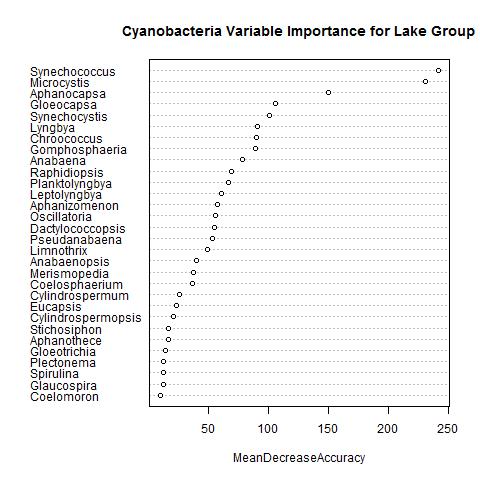 Cyanobacteria Variable Importance for Lake Group
Synechococcus
Microcystis
Aphanocapsa
Gloeocapsa
Synechocystis
Lyngbya
Chroococcus
Gomphosphaeria
Anabaena
Raphidiopsis
Planktolyngbya
Leptolyngbya
Aphanizomenon
Oscillatoria
Dactylococcopsis
Pseudanabaena
Limnothrix
Anabaenopsis
Merismopedia
Coelosphaerium
Cylindrospermum
Eucapsis
Cylindrospermopsis
Stichosiphon
Aphanothece
Gloeotrichia
Plectonema
Spirulina
Glaucospira
Coelomoron
50 100 150 200 250
MeanDecreaseAccuracy